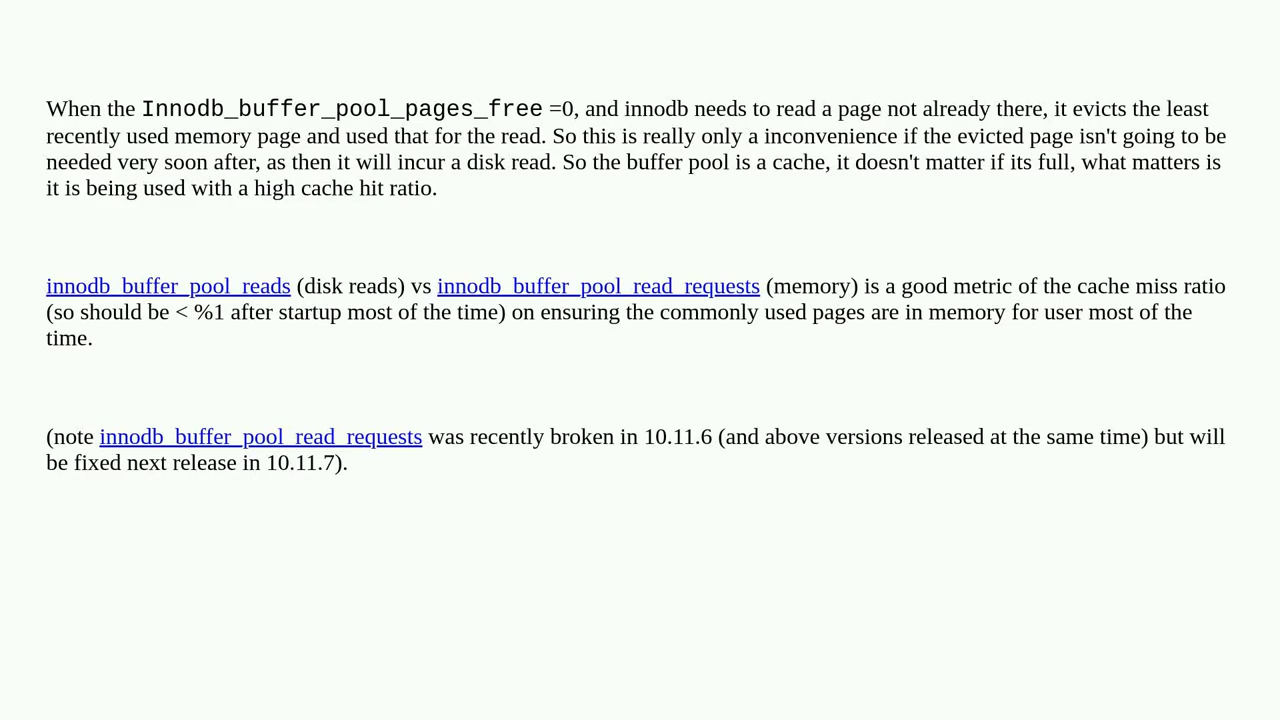 When the Innodb_buffer_pool_pages_free =0, and innodb needs to read a page not already there, it evicts the least
recently used memory page and used that for the read. So this is really only a inconvenience if the evicted page isn't going to be
needed very soon after, as then it will incur a disk read. So the buffer pool is a cache, it doesn't matter if its full, what matters is
it is being used with a high cache hit ratio.
innodb_buffer_pool_reads (disk reads) vs innodb_buffer_pool_read_requests (memory) is a good metric of the cache miss ratio
(so should be < %1 after startup most of the time) on ensuring the commonly used pages are in memory for user most of the
time.
(note innodb_buffer_pool_read_requests was recently broken in 10.11.6 (and above versions released at the same time) but will
be fixed next release in 10.11.7).